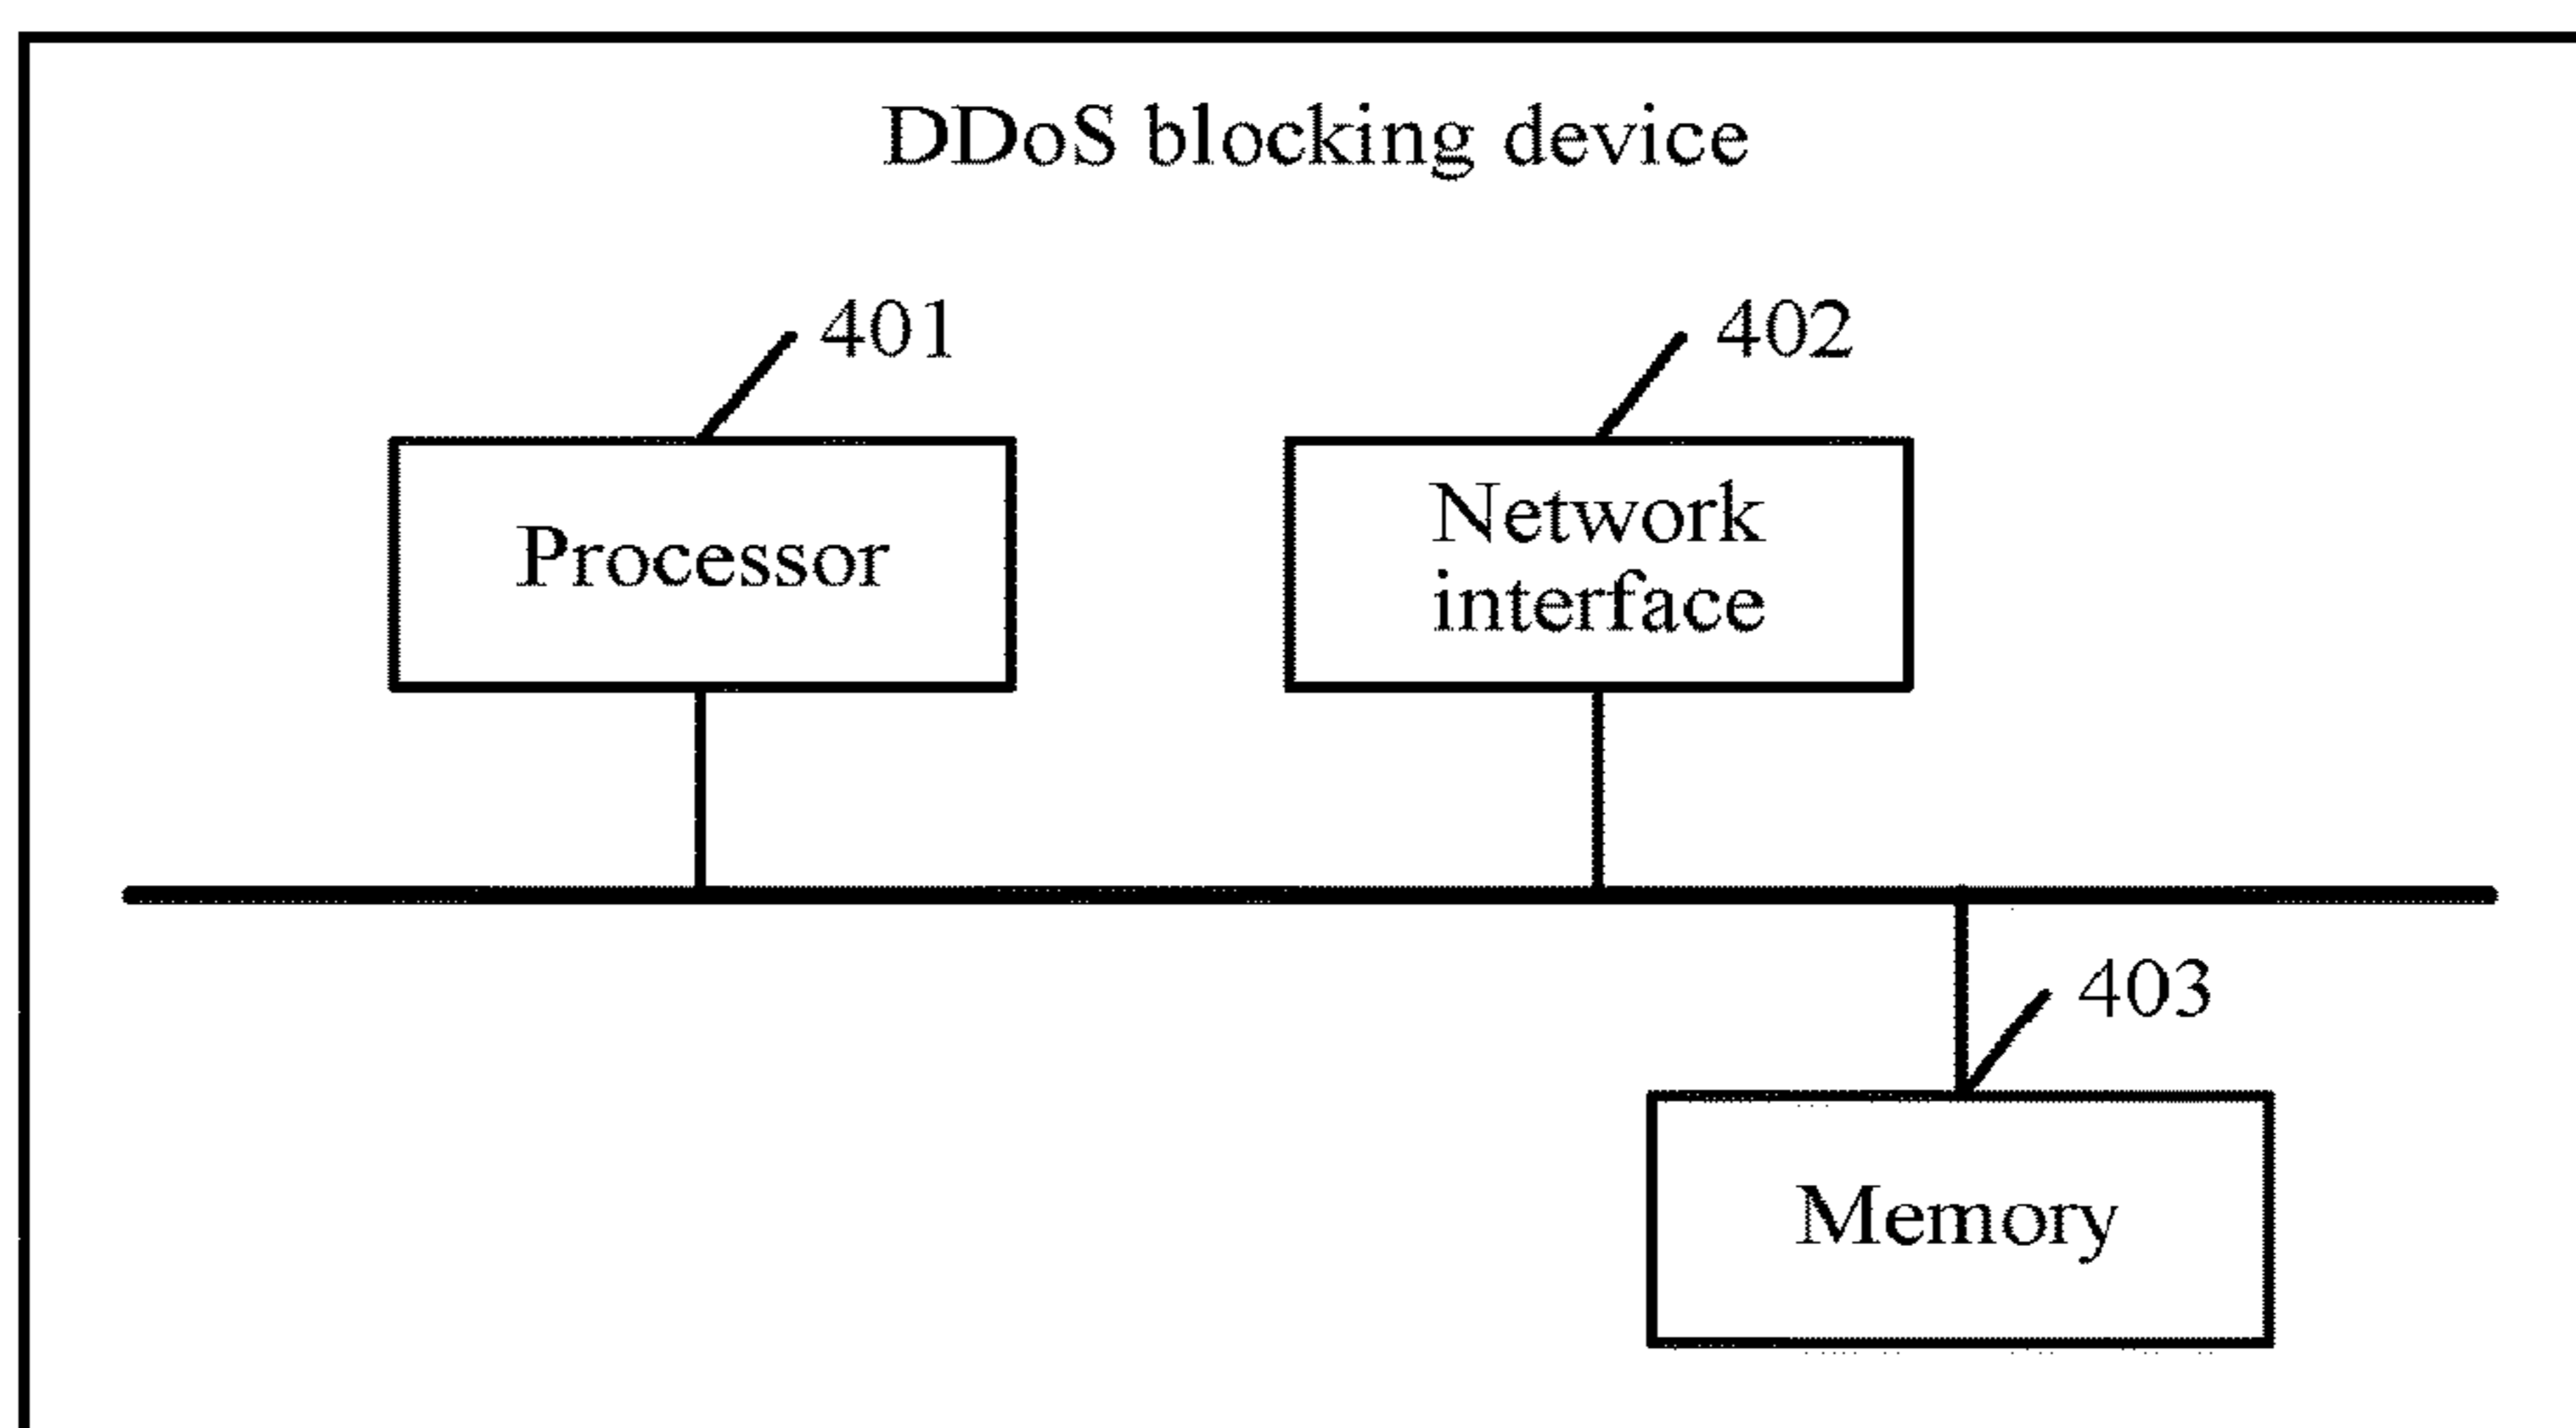 DDoS blocking device
401
402
Processor
Network
interface
403
Memory